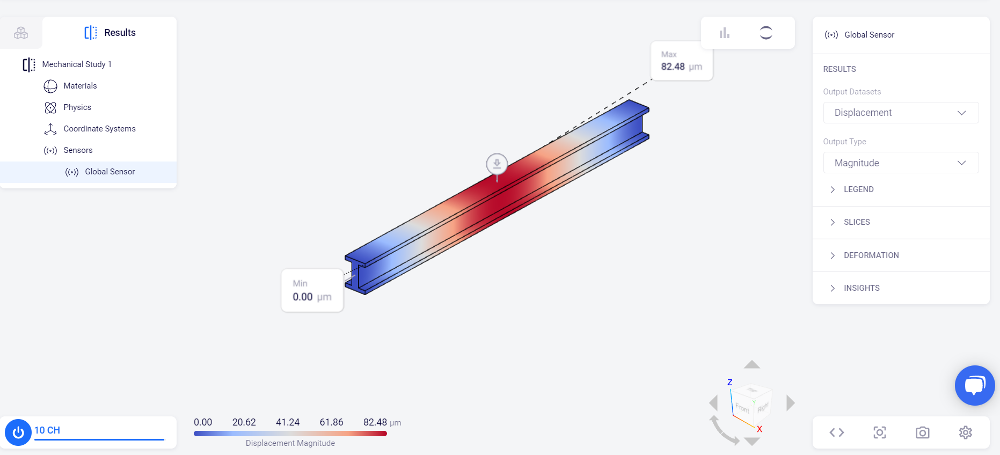 Results
Mechanical Study 1
Materials
Physics
Coordinate Systems
Sensors
Global Sensor
Max
82.48 µm
Min
0.00 µm
Global Sensor
RESULTS
Output Datasets
Displacement
Output Type
Magnitude
LEGEND
SLICES
DEFORMATION
INSIGHTS
10 CH
0.00 20.62 41.24 61.86 82.48 µm
Displacement Magnitude
Z
Top
Y
Front
Right
X